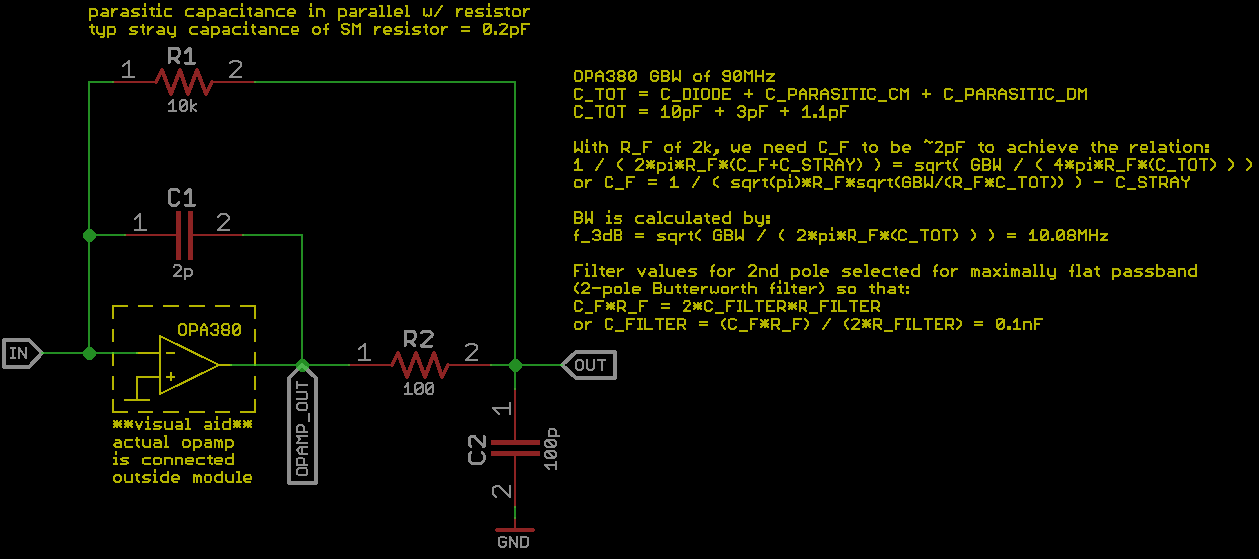 parasitic capacitance in parallel w/ resistor
typ stray capacitance of SM resistor = 0.2pF
R1
1
2
10k
OPA380 GBW of 90MHz
C_TOT = C_DIODE + C_PARASITIC_CM + C_PARASITIC_DM
C_TOT = 10pF + 3pF + 1.1pF
With R_F of 2k, we need C_F to be ~2pF to achieve the relation:
1 / ( 2*pi*R_F*(C_F+C_STRAY) ) = sqrt( GBW / ( 4*pi*R_F*(C_TOT) ) )
or C_F = 1 / ( sqrt(pi)*R_F*sqrt(GBW/(R_F*C_TOT)) ) - C_STRAY
BW is calculated by:
f_3dB = sqrt( GBW / ( 2*pi*R_F*(C_TOT) ) ) = 10.08MHz
Filter values for 2nd pole selected for maximally flat passband
(2-pole Butterworth filter) so that:
C_F*R_F = 2*C_FILTER*R_FILTER
or C_FILTER = (C_F*R_F) / (2*R_FILTER) = 0.1nF
C1
1
2
2p
OPA380
-
+
IN
**visual aid**
actual opamp
is connected
outside module
OPAMP_OUT
R2
1
2
100
OUT
C2
1
2
100p
GND